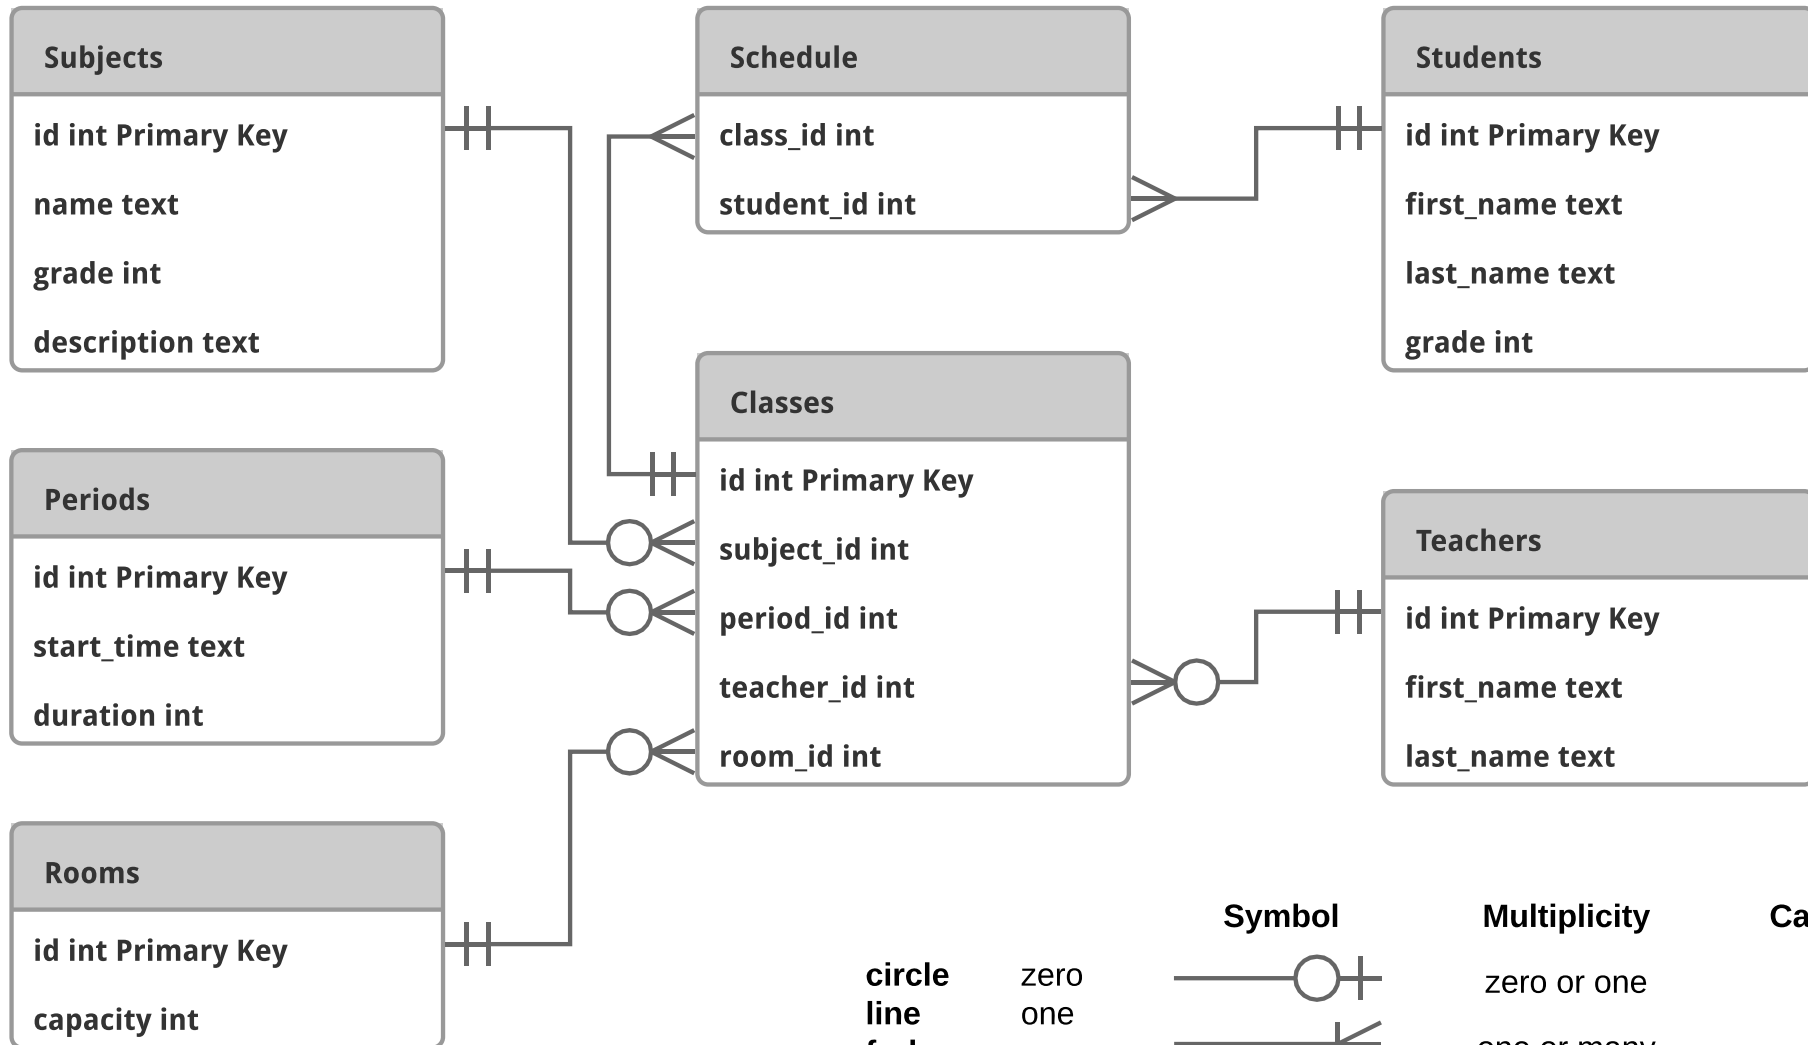 Subjects
id int Primary Key
name text
grade int
description text
Periods
id int Primary Key
start_time text
duration int
Rooms
id int Primary Key
capacity int
Schedule
class_id int
student_id int
Classes
id int Primary Key
subject_id int
period_id int
teacher_id int
room_id int
Students
id int Primary Key
first_name text
last_name text
grade int
Teachers
id int Primary Key
first_name text
last_name text
Symbol Multiplicity
circle zero
zero or one
line one
one or many